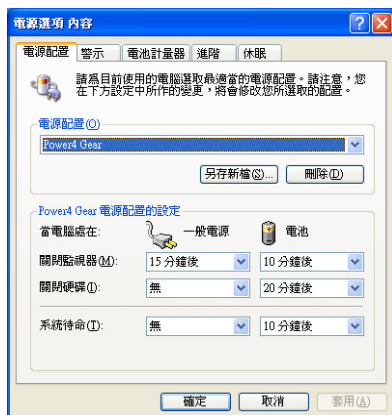 電源選項 內容
電源配置 警示 電池計量器 進階 休眠
請為目前使用的電腦選取最適當的電源配置。請注意，您
在下方設定中所作的變更，將會修改您所選取的配置。
電源配置(O)
Power4 Gear
另存新檔(S)... 刪除(D)
Power4 Gear 電源配置的設定
當電腦處在: 一般電源 電池
關閉監視器(M): 15 分鐘後 10 分鐘後
關閉硬碟(I): 無 20 分鐘後
系統待命(T): 無 10 分鐘後
確定 取消 套用(A)